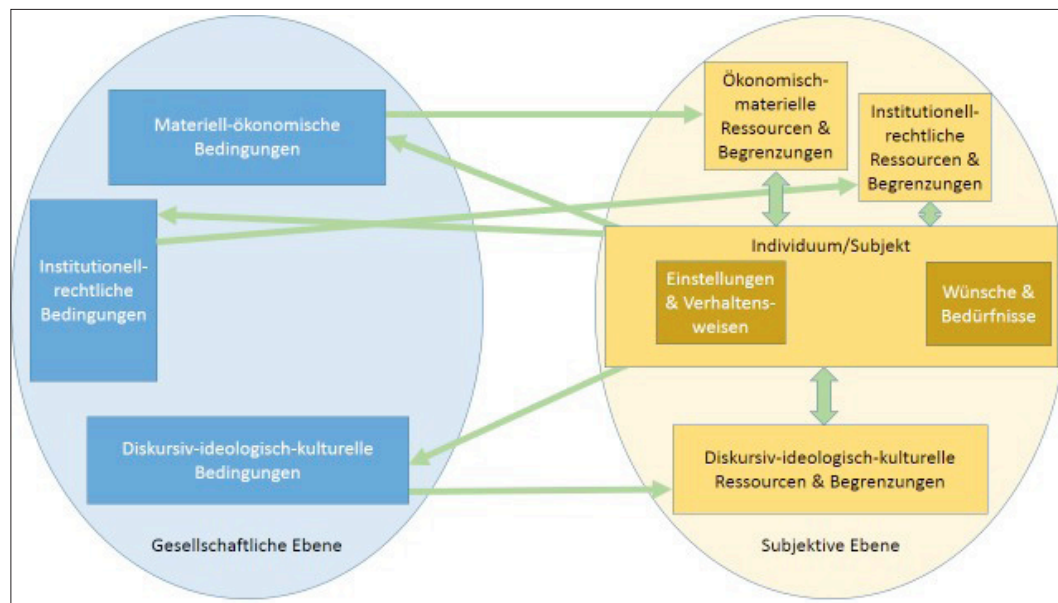 Materiell-ökonomische
Bedingungen
Institutionell-
rechtliche
Bedingungen
Diskursiv-ideologisch-kulturelle
Bedingungen
Gesellschaftliche Ebene
Ökonomisch-
materielle
Ressourcen &
Begrenzungen
Institutionell-
rechtliche
Ressourcen &
Begrenzungen
Individuum/Subjekt
Einstellungen
& Verhaltens-
weisen
Wünsche &
Bedürfnisse
Diskursiv-ideologisch-kulturelle
Ressourcen & Begrenzungen
Subjektive Ebene